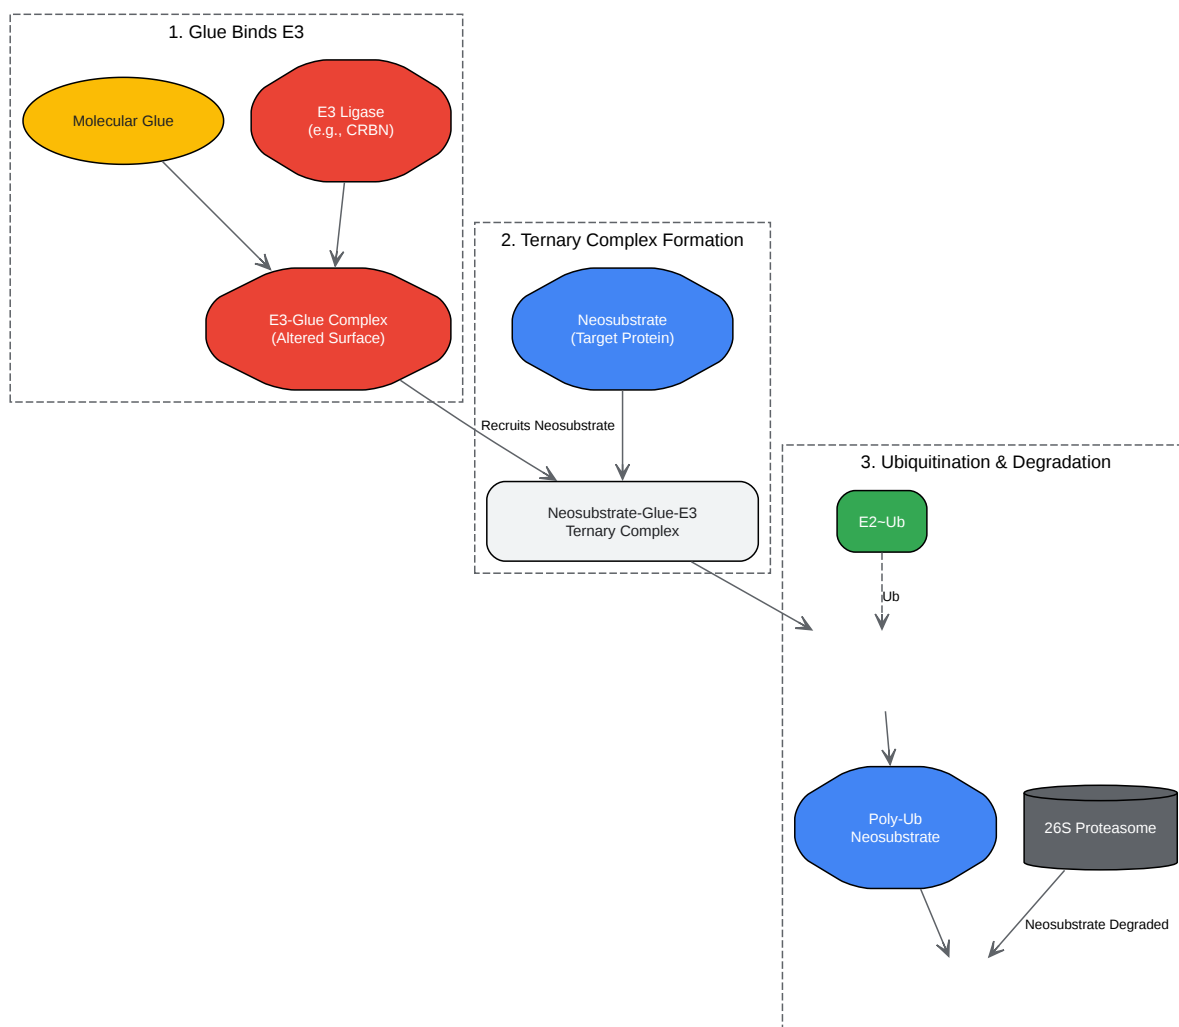 1. Glue Binds E3
Molecular Glue
E3 Ligase
(e.g., CRBN)
E3-Glue Complex
(Altered Surface)
2. Ternary Complex Formation
Neosubstrate
(Target Protein)
Recruits Neosubstrate
Neosubstrate-Glue-E3
Ternary Complex
3. Ubiquitination & Degradation
E2~Ub
Ub
Poly-Ub
Neosubstrate
26S Proteasome
Neosubstrate Degraded